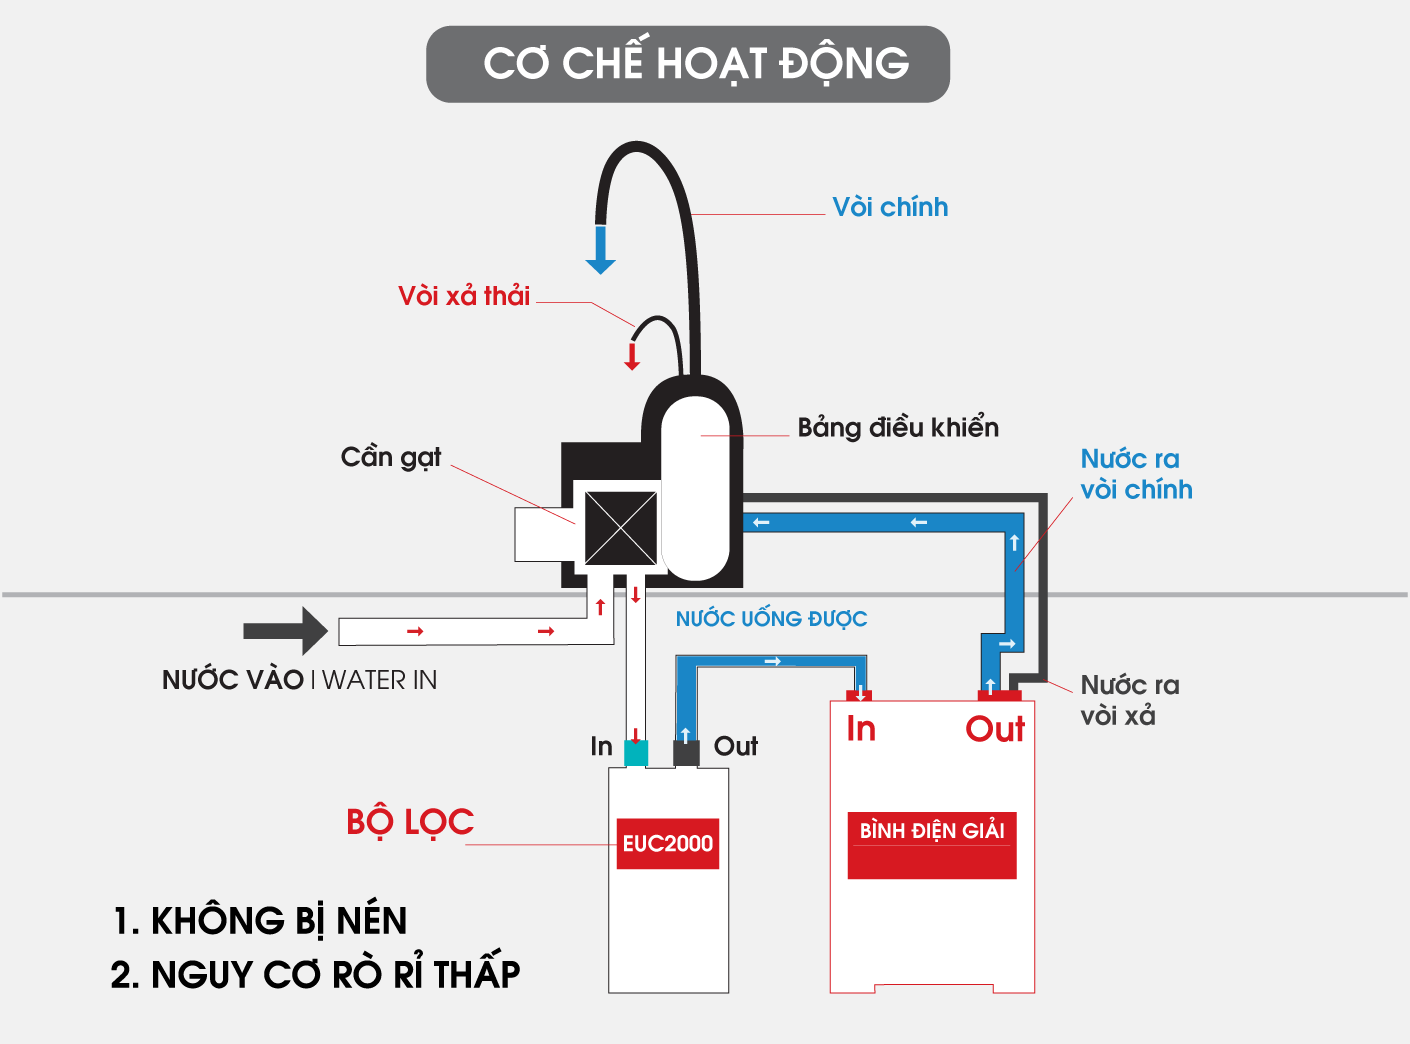 CƠ CHẾ HOẠT ĐỘNG
Vòi chính
Vòi xả thải
Bảng điều khiển
Cần gạt
Nước ra
vòi chính
NƯỚC UỐNG ĐƯỢC
NƯỚC VÀO | WATER IN
Nước ra
vòi xả
In
Out
In
Out
BỘ LỌC
EUC2000
BÌNH ĐIỆN GIẢI
1. KHÔNG BỊ NÉN
2. NGUY CƠ RÒ RỈ THẤP